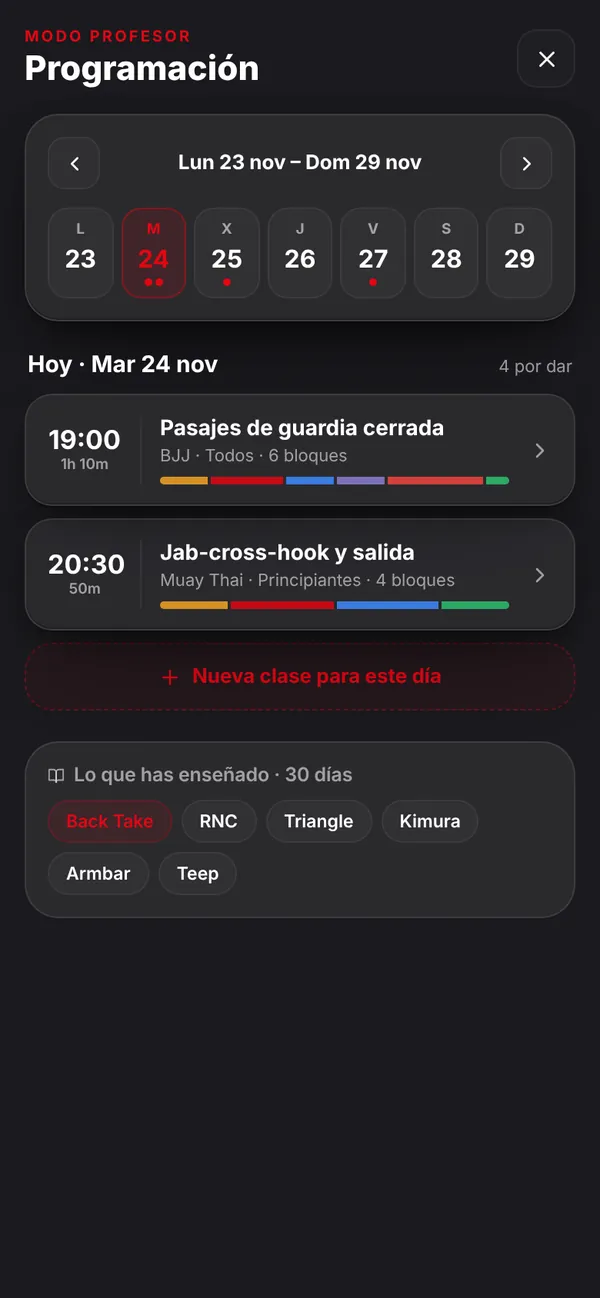 MODO PROFESOR
Programación
Lun 23 nov – Dom 29 nov
L M X J V S D
23 24 25 26 27 28 29
Hoy · Mar 24 nov
4 por dar
19:00
1h 10m
Pasajes de guardia cerrada
BJJ · Todos · 6 bloques
20:30
50m
Jab-cross-hook y salida
Muay Thai · Principiantes · 4 bloques
+ Nueva clase para este día
Lo que has enseñado · 30 días
Back Take RNC Triangle Kimura
Armbar Teep